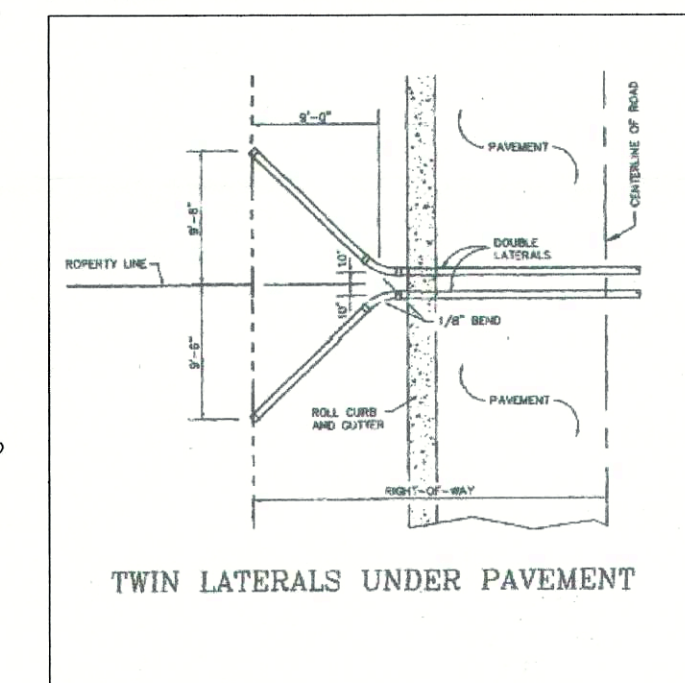 9'-0"
CENTERLINE OF ROAD
PAVEMENT
9'-6"
DOUBLE
LATERALS
ROPERTY LINE
10"
10"
1/8" BEND
9'-6"
PAVEMENT
ROLL CURB
AND GUTTER
RIGHT-OF-WAY
TWIN LATERALS UNDER PAVEMENT